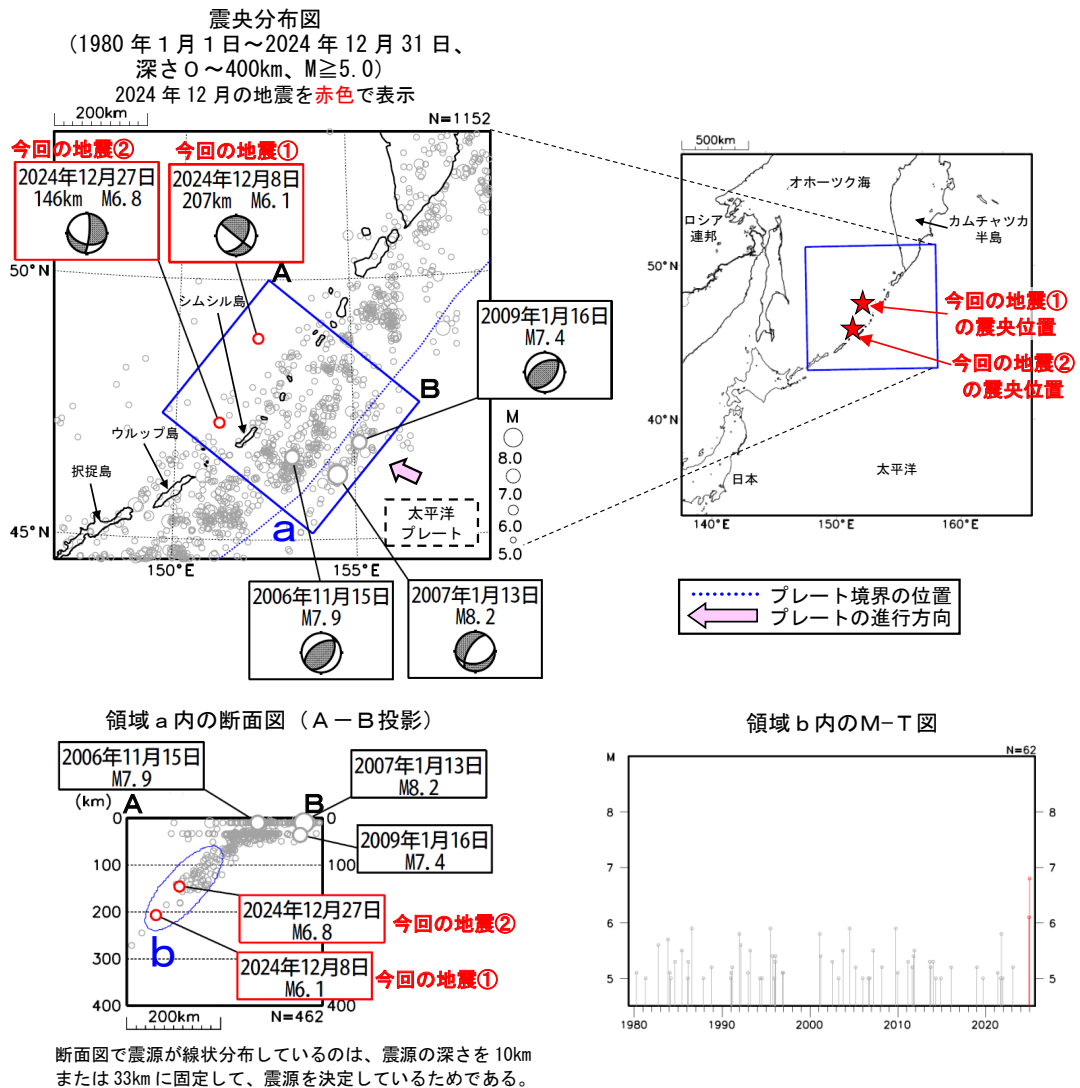 震央分布図
（1980年１月１日～2024年12月31日、
深さ０～400km、M≧5.0）
2024年12月の地震を赤色で表示
200km
N=1152
今回の地震②
2024年12月27日
146km M6.8
今回の地震①
2024年12月8日
207km M6.1
50°N
45°N
150°E
155°E
A
B
a
シムシル島
ウルップ島
択捉島
2009年1月16日
M7.4
M
8.0
7.0
6.0
5.0
太平洋
プレート
2006年11月15日
M7.9
2007年1月13日
M8.2
500km
オホーツク海
ロシア
連邦
カムチャツカ
半島
50°N
今回の地震①
の震央位置
今回の地震②
の震央位置
40°N
日本
太平洋
140°E
150°E
160°E
プレート境界の位置
プレートの進行方向
領域ａ内の断面図（Ａ－Ｂ投影）
2006年11月15日
M7.9
2007年1月13日
M8.2
(km)
A
B
0
0
2009年1月16日
M7.4
100
100
200
300
400
400
2024年12月27日
M6.8
今回の地震②
b
2024年12月8日
M6.1
今回の地震①
200km
N=462
断面図で震源が線状分布しているのは、震源の深さを10km
または33kmに固定して、震源を決定しているためである。
領域ｂ内のM−T図
N=62
M
8
8
7
7
6
6
5
5
1980
1990
2000
2010
2020